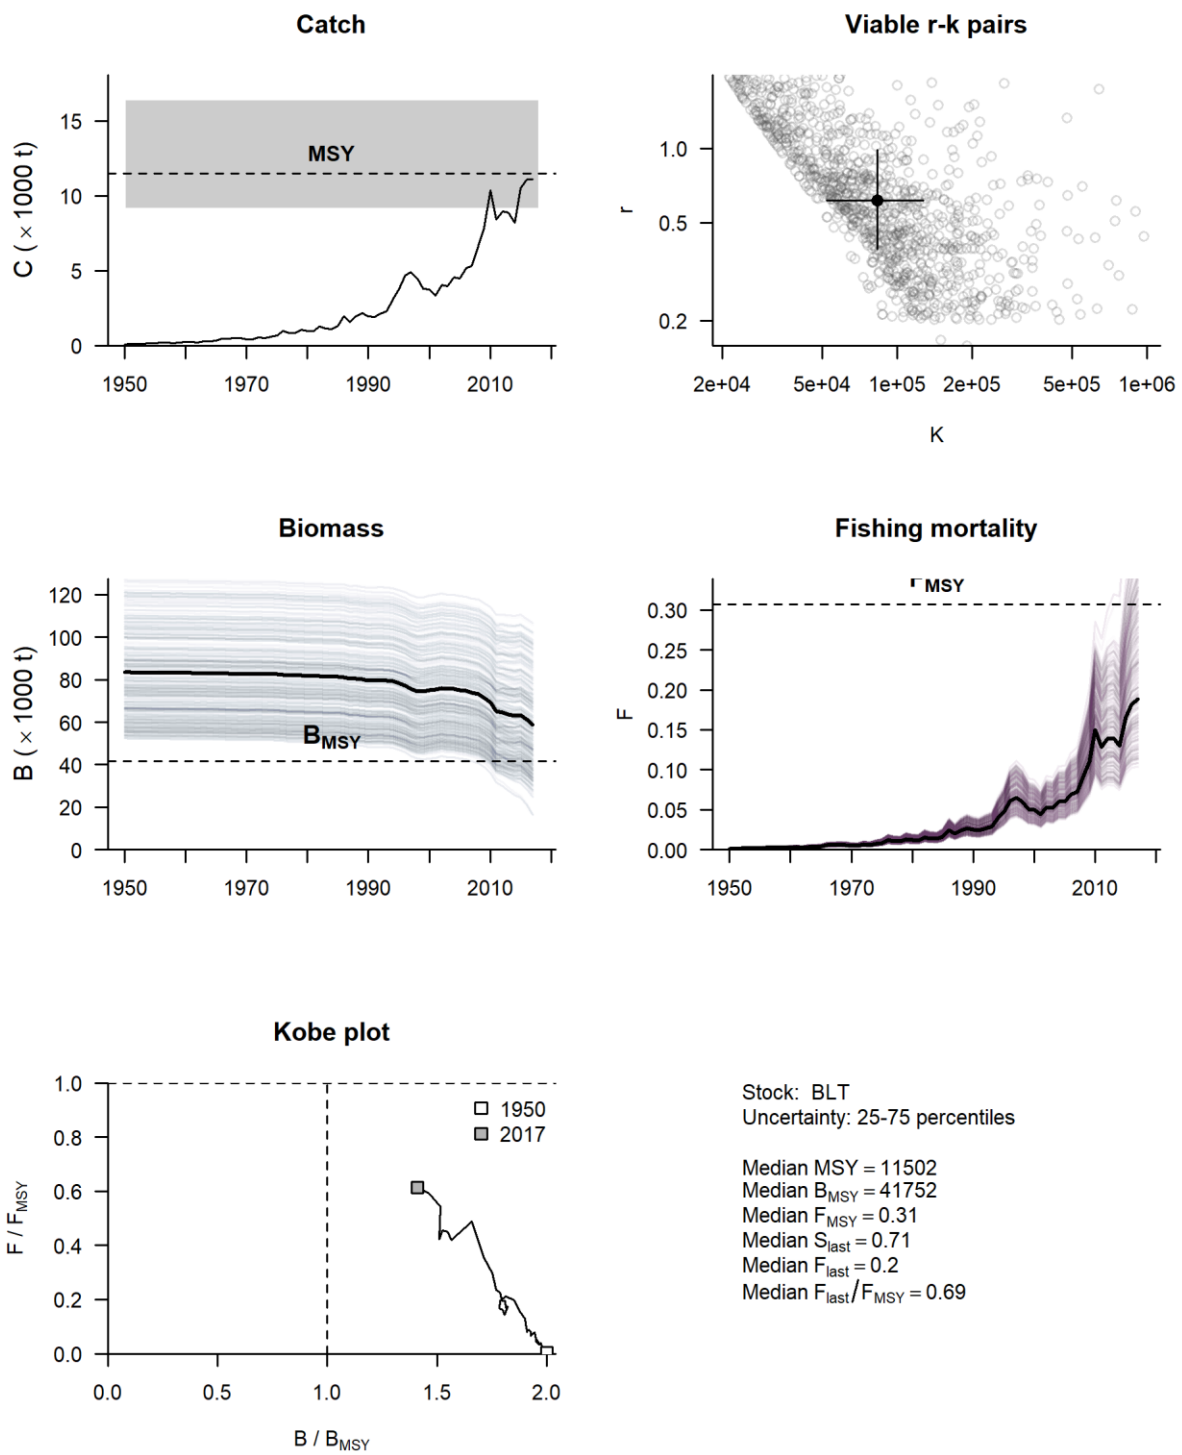 Catch
C ( × 1000 t)
15
10
5
0
MSY
1950 1970 1990 2010
Viable r-k pairs
r
1.0
0.5
0.2
2e+04 5e+04 1e+05 2e+05 5e+05 1e+06
K
Biomass
B ( × 1000 t)
120
100
80
60
40
20
0
BMSY
1950 1970 1990 2010
Fishing mortality
FMSY
F
0.30
0.25
0.20
0.15
0.10
0.05
0.00
1950 1970 1990 2010
Kobe plot
F / FMSY
1.0
0.8
0.6
0.4
0.2
0.0
1950
2017
0.0 0.5 1.0 1.5 2.0
B / BMSY
Stock: BLT
Uncertainty: 25-75 percentiles
Median MSY = 11502
Median BMSY = 41752
Median FMSY = 0.31
Median Slast = 0.71
Median Flast = 0.2
Median Flast/FMSY = 0.69